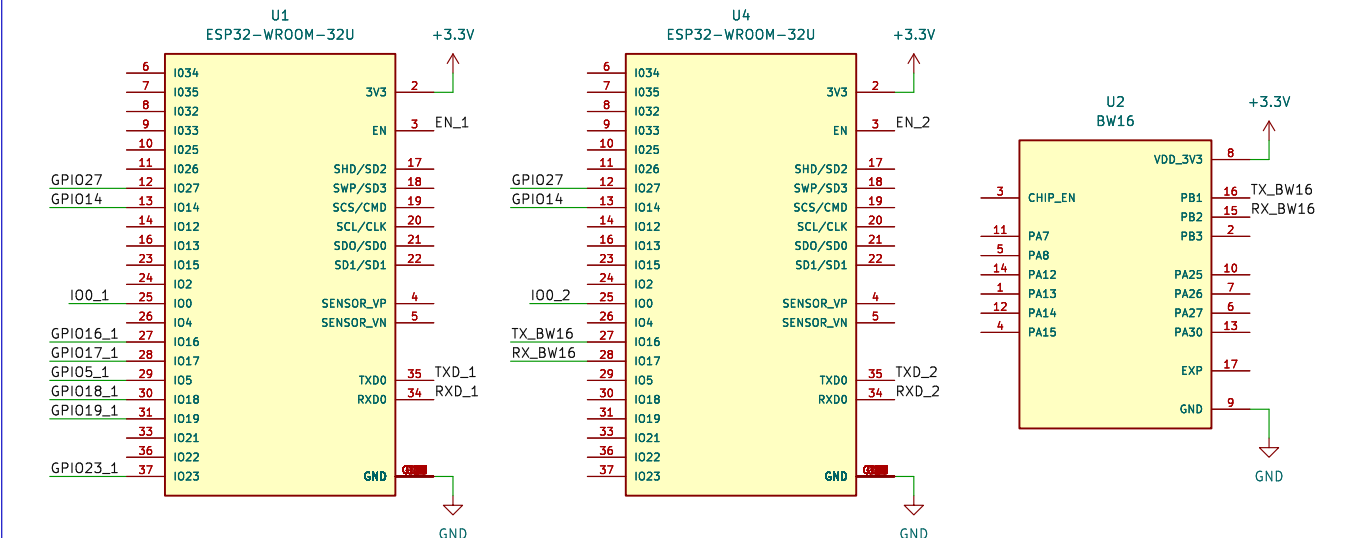 U1
ESP32-WROOM-32U
+3.3V
6 IO34
7 IO35
3V3 2
8 IO32
9 IO33
EN 3 EN_1
10 IO25
11 IO26
SHD/SD2 17
GPIO27 12 IO27
SWP/SD3 18
GPIO14 13 IO14
SCS/CMD 19
14 IO12
SCL/CLK 20
16 IO13
SDO/SD0 21
23 IO15
SD1/SD1 22
24 IO2
IO0_1 25 IO0
SENSOR_VP 4
26 IO4
SENSOR_VN 5
GPIO16_1 27 IO16
GPIO17_1 28 IO17
GPIO5_1 29 IO5
TXD0 35 TXD_1
GPIO18_1 30 IO18
RXD0 34 RXD_1
GPIO19_1 31 IO19
33 IO21
36 IO22
GPIO23_1 37 IO23
GND
GND
U4
ESP32-WROOM-32U
+3.3V
6 IO34
7 IO35
3V3 2
8 IO32
9 IO33
EN 3 EN_2
10 IO25
11 IO26
SHD/SD2 17
GPIO27 12 IO27
SWP/SD3 18
GPIO14 13 IO14
SCS/CMD 19
14 IO12
SCL/CLK 20
16 IO13
SDO/SD0 21
23 IO15
SD1/SD1 22
24 IO2
IO0_2 25 IO0
SENSOR_VP 4
26 IO4
SENSOR_VN 5
TX_BW16 27 IO16
RX_BW16 28 IO17
29 IO5
TXD0 35 TXD_2
30 IO18
RXD0 34 RXD_2
31 IO19
33 IO21
36 IO22
37 IO23
GND
GND
U2
BW16
+3.3V
VDD_3V3 8
3 CHIP_EN
PB1 16 TX_BW16
PB2 15 RX_BW16
11 PA7
PB3 2
5 PA8
14 PA12
PA25 10
1 PA13
PA26 7
12 PA14
PA27 6
4 PA15
PA30 13
EXP 17
GND 9
GND